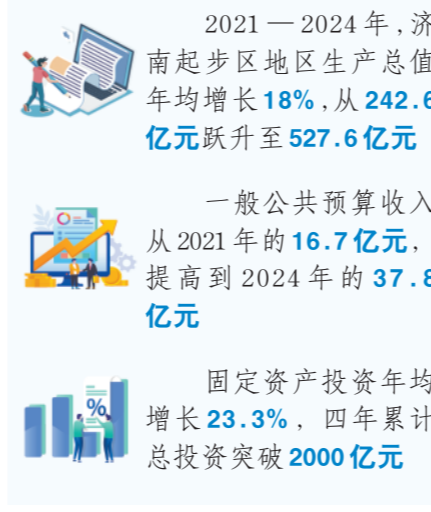 2021—2024年,济
南起步区地区生产总值
年均增长18%,从242.6
亿元跃升至527.6亿元
一般公共预算收入
从2021年的16.7亿元,
提高到2024年的37.8
亿元
%
固定资产投资年均
增长23.3%, 四年累计
总投资突破2000亿元